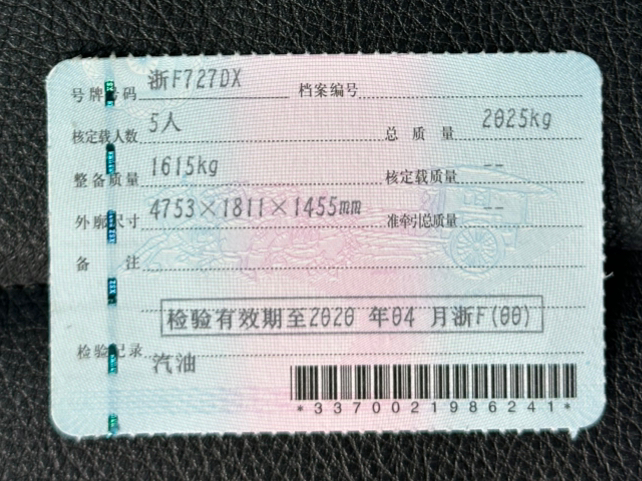 号牌号码 浙F727DX 档案编号
核定载人数 5人 总质量 2025kg
整备质量 1615kg 核定载质量 --
外廓尺寸 4753×1811×1455mm 准牵引总质量 --
备注
检验有效期至2020 年04 月浙F(00)
检验记录
汽油
*3370021986241*